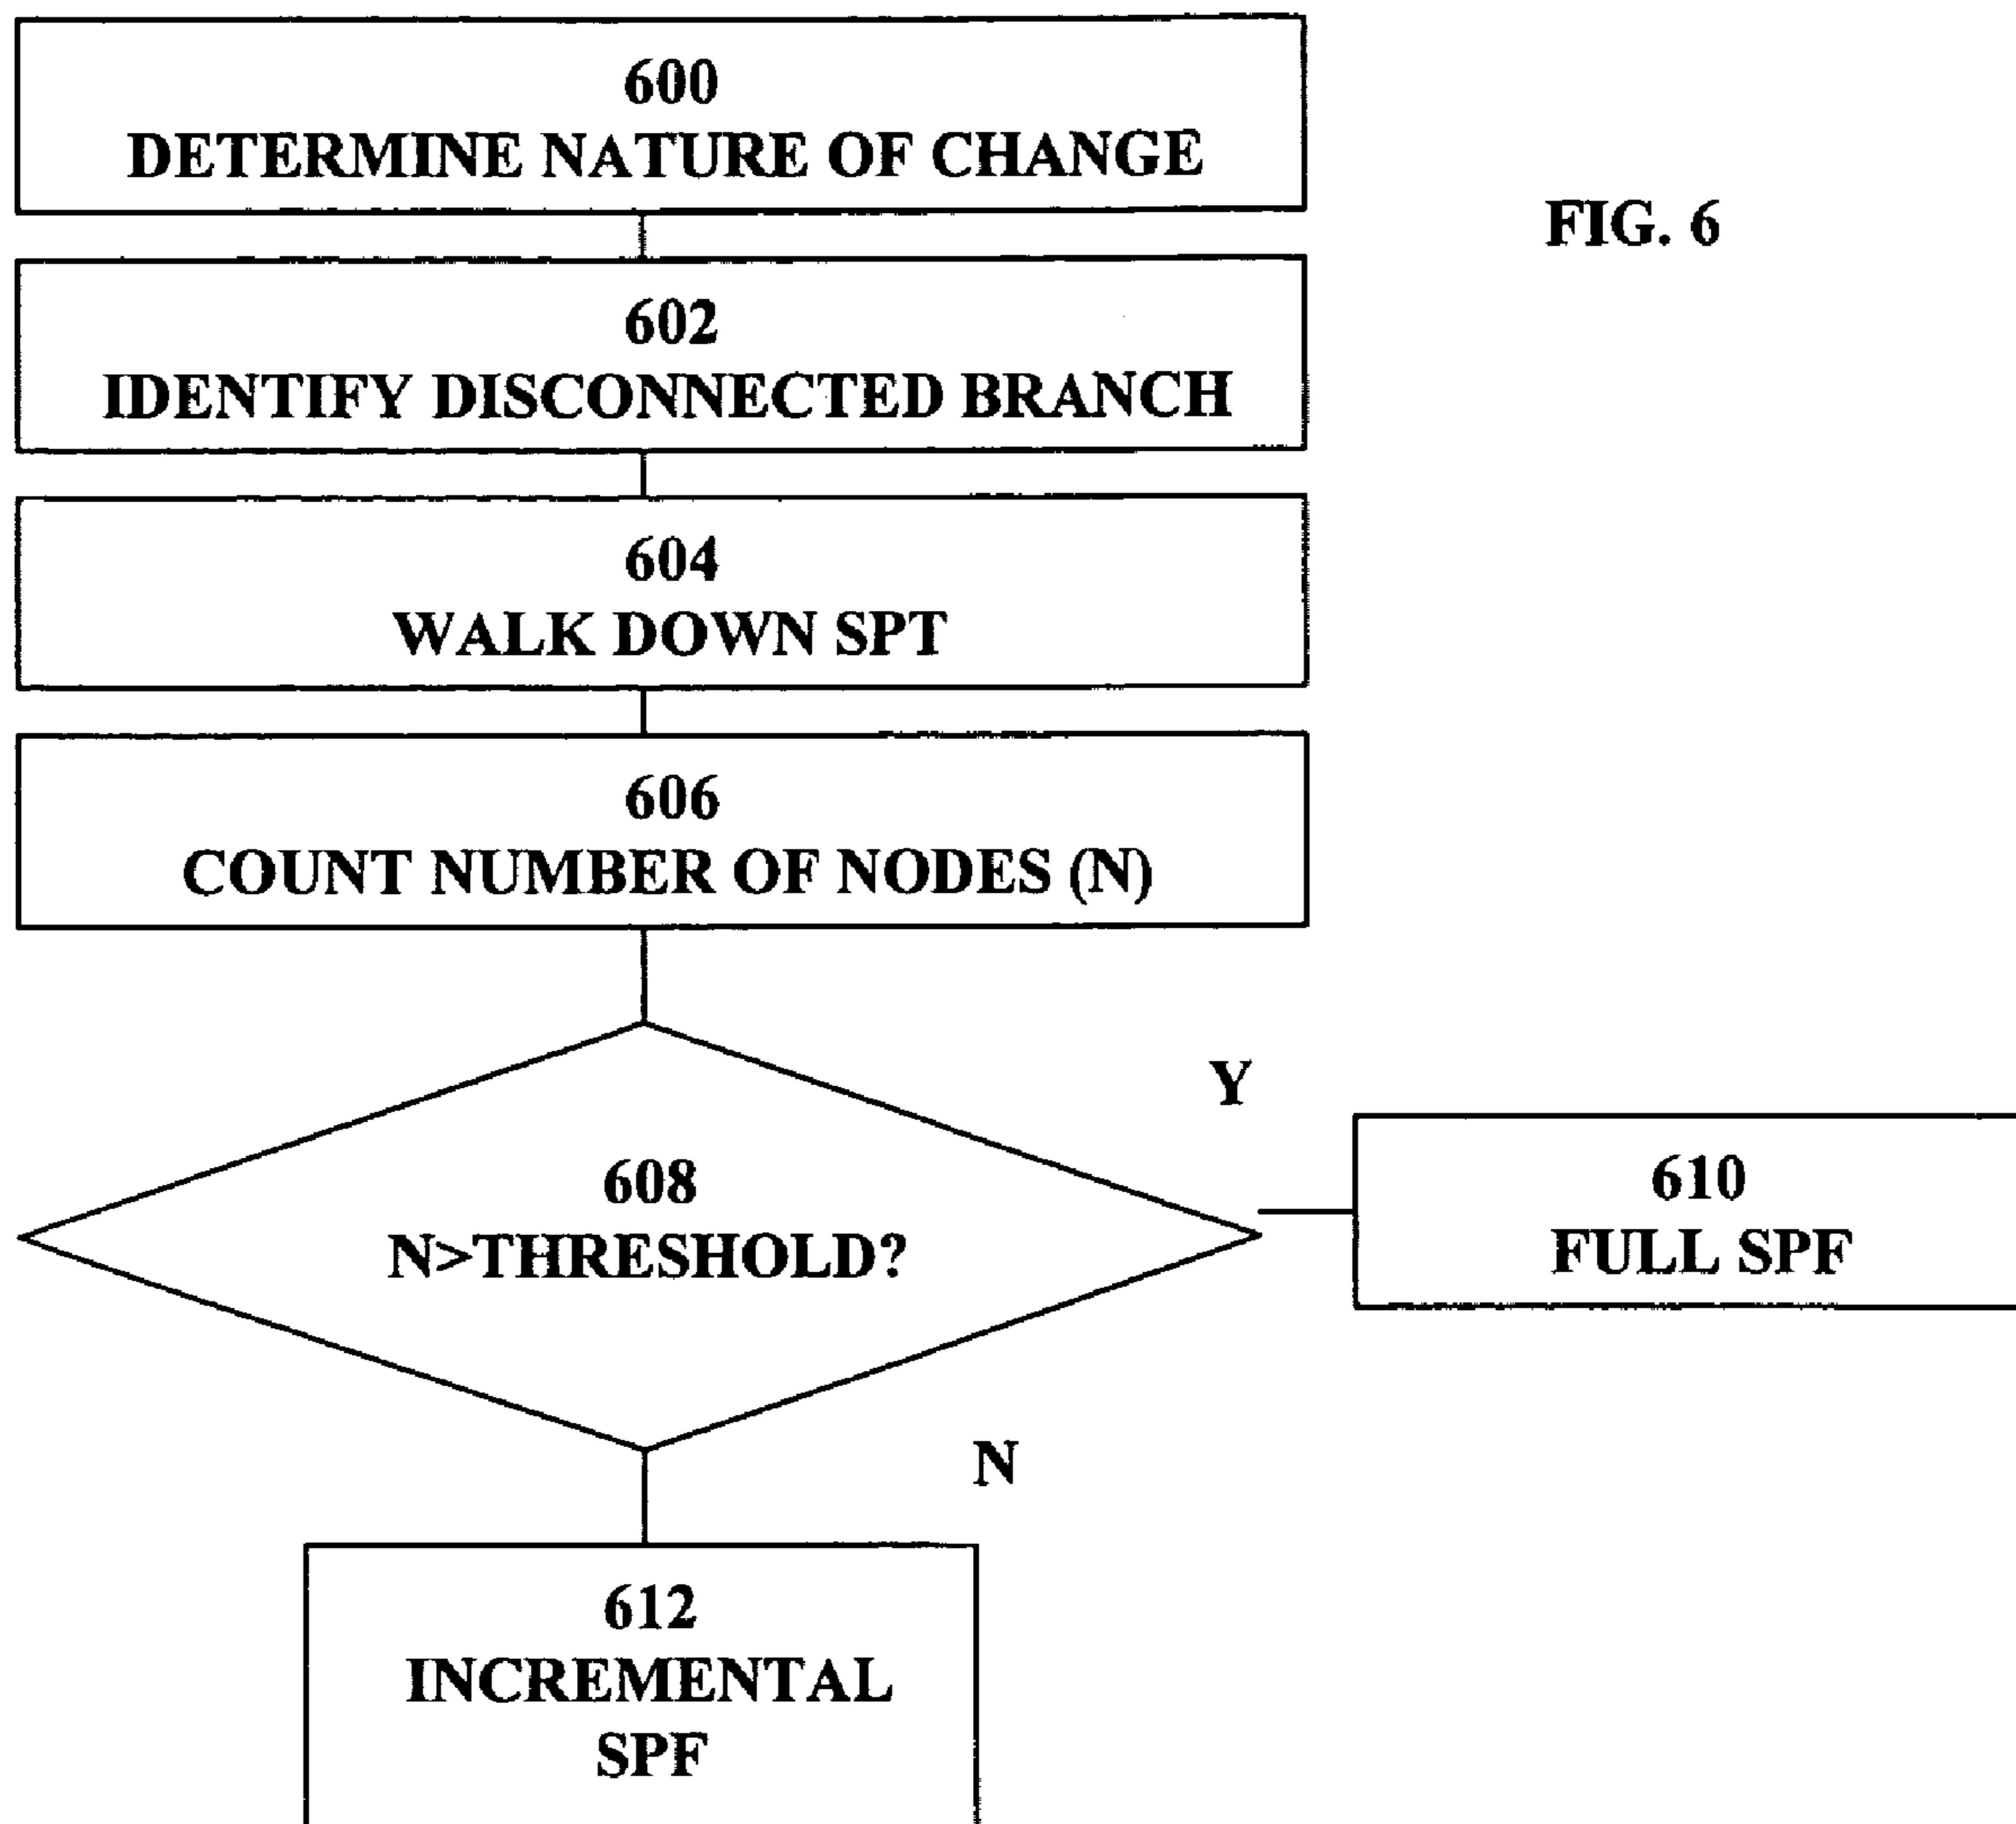 600
DETERMINE NATURE OF CHANGE
FIG. 6
602
IDENTIFY DISCONNECTED BRANCH
604
WALK DOWN SPT
606
COUNT NUMBER OF NODES (N)
608
N>THRESHOLD?
Y
610
FULL SPF
N
612
INCREMENTAL
SPF